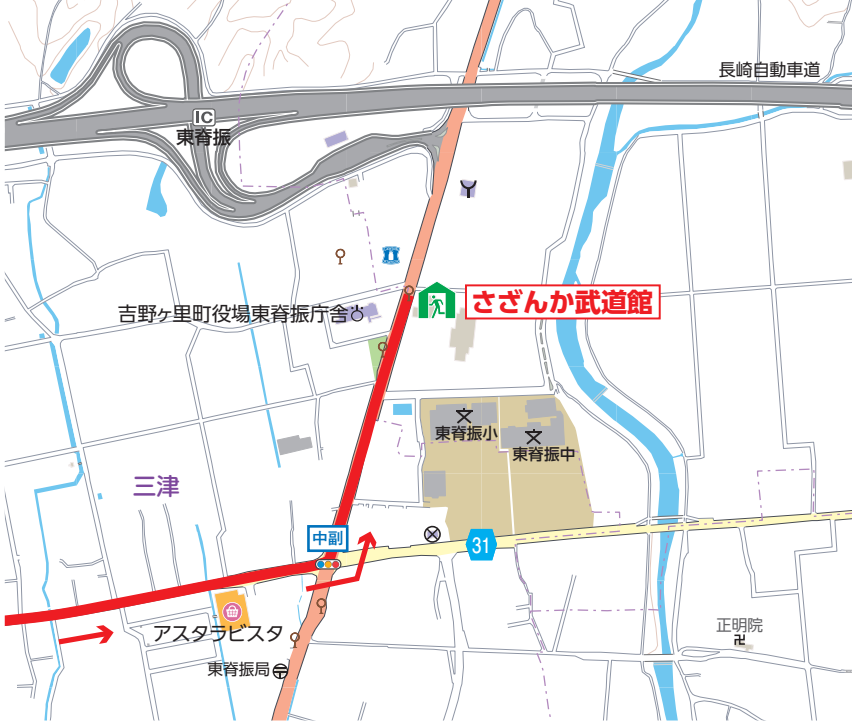 長崎自動車道
IC
東脊振
さざんか武道館
吉野ヶ里町役場東脊振庁舎
東脊振小
東脊振中
三津
中副
31
アスタラビスタ
正明院
東脊振局